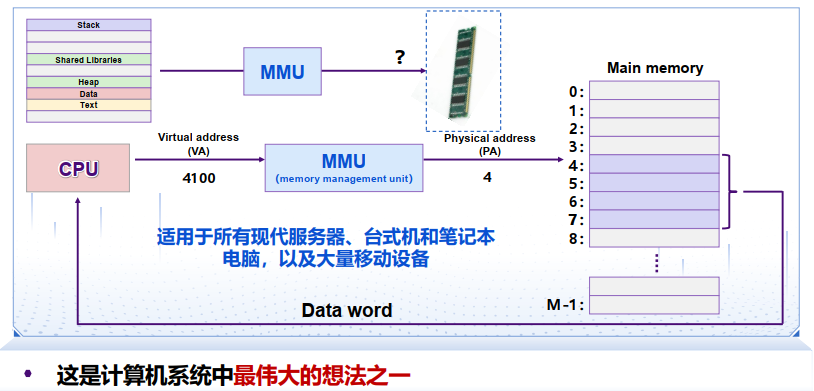 Stack
Shared Libraries
Heap
Data
Text
MMU
?
Main memory
0:
1:
2:
3:
4:
5:
6:
7:
8:
M-1:
CPU
Virtual address
(VA)
4100
MMU
(memory management unit)
Physical address
(PA)
4
适用于所有现代服务器、台式机和笔记本
电脑，以及大量移动设备
Data word
• 这是计算机系统中最伟大的想法之一